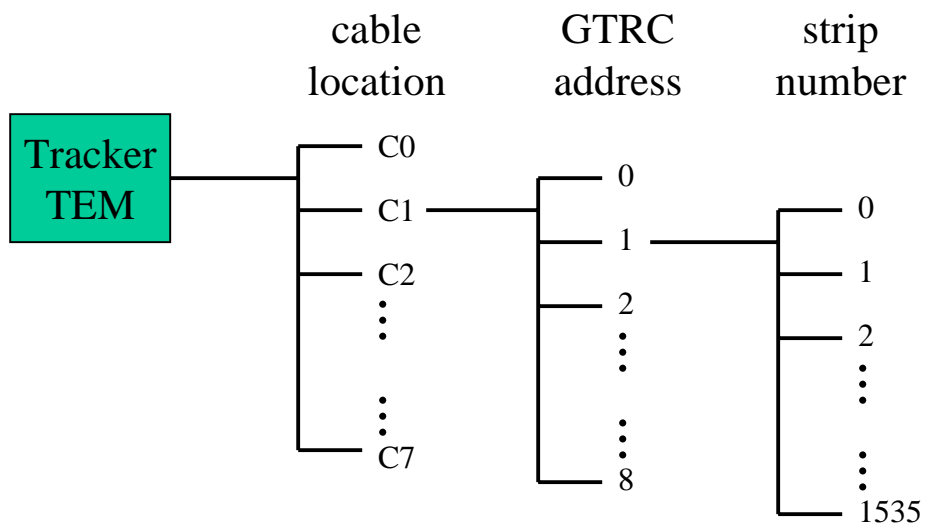 cable
location
GTRC
address
strip
number
Tracker
TEM
C0
C1
C2
⋮
⋮
C7
0
1
2
⋮
⋮
8
0
1
2
⋮
⋮
1535